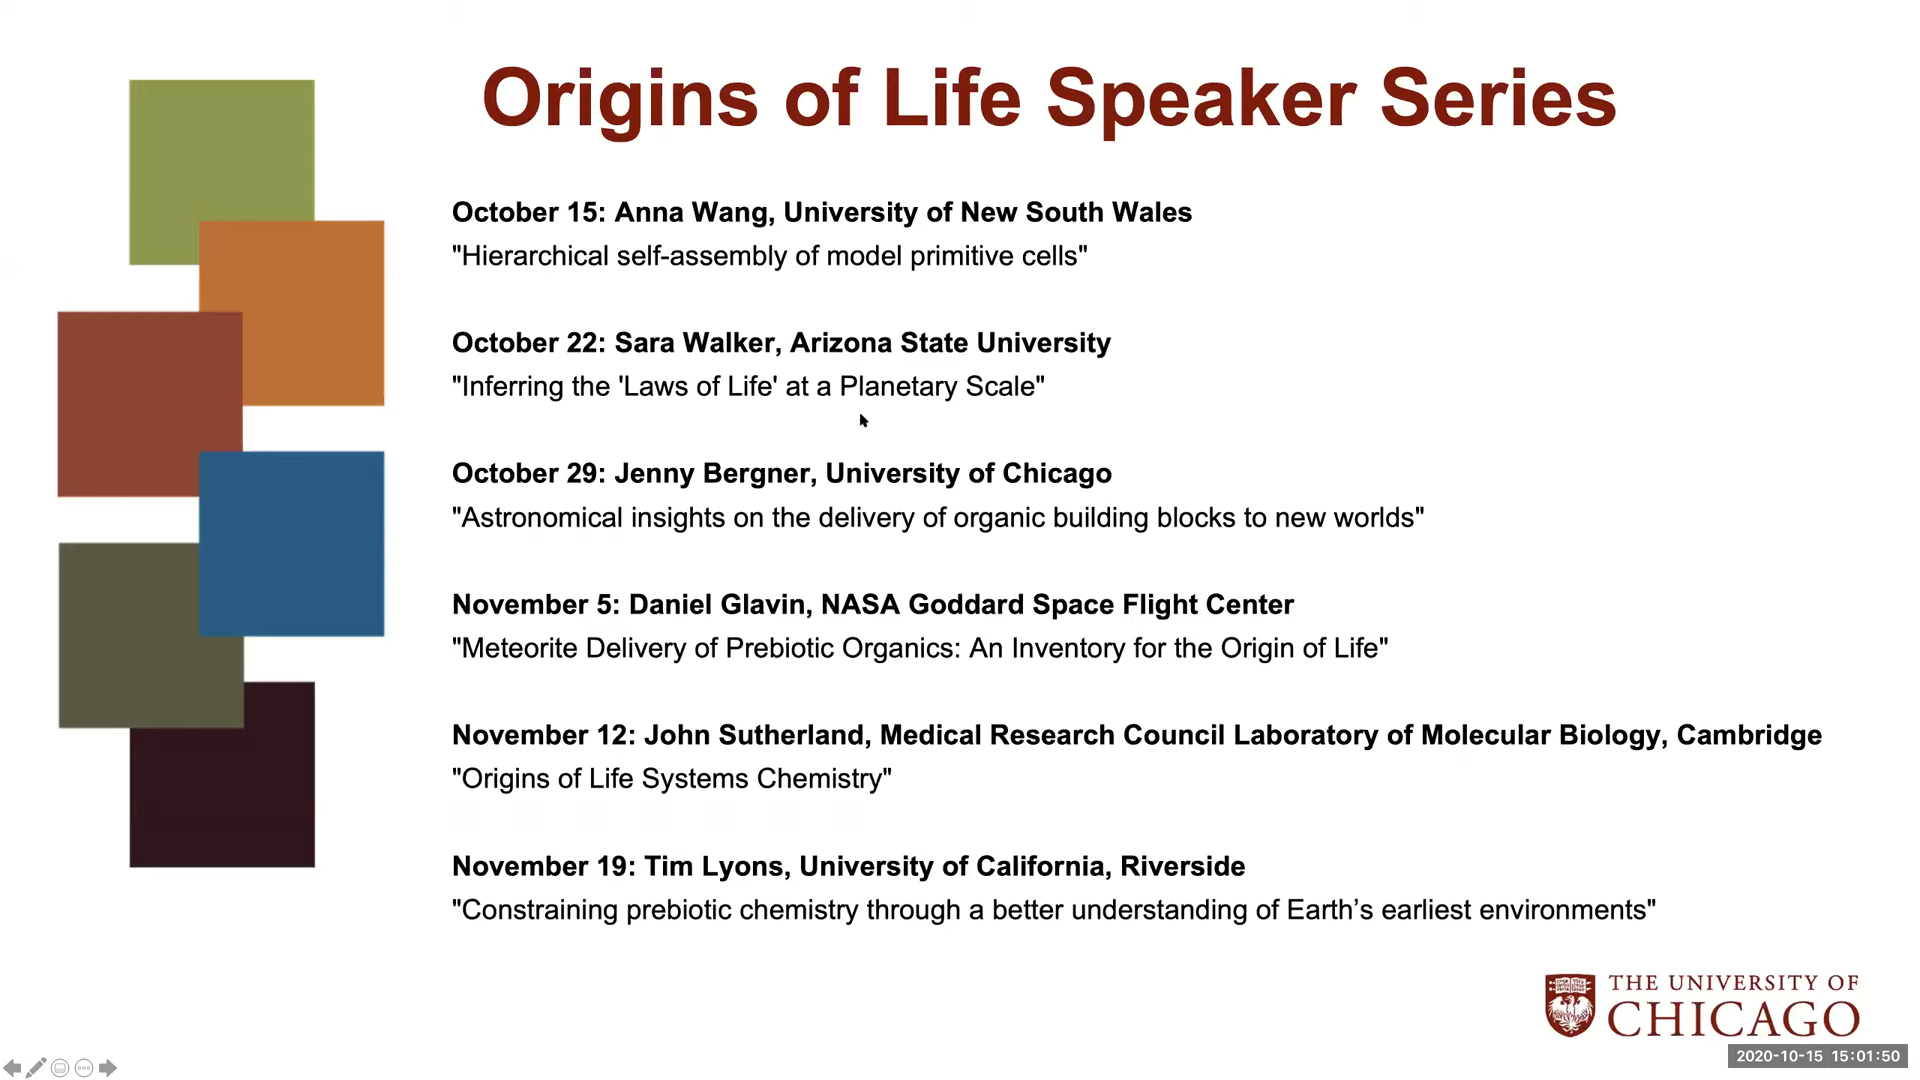 Origins of Life Speaker Series
October 15: Anna Wang, University of New South Wales
"Hierarchical self-assembly of model primitive cells"
October 22: Sara Walker, Arizona State University
"Inferring the 'Laws of Life' at a Planetary Scale"
October 29: Jenny Bergner, University of Chicago
"Astronomical insights on the delivery of organic building blocks to new worlds"
November 5: Daniel Glavin, NASA Goddard Space Flight Center
"Meteorite Delivery of Prebiotic Organics: An Inventory for the Origin of Life"
November 12: John Sutherland, Medical Research Council Laboratory of Molecular Biology, Cambridge
"Origins of Life Systems Chemistry"
November 19: Tim Lyons, University of California, Riverside
"Constraining prebiotic chemistry through a better understanding of Earth’s earliest environments"
THE UNIVERSITY OF
CHICAGO
2020-10-15 15:01:50